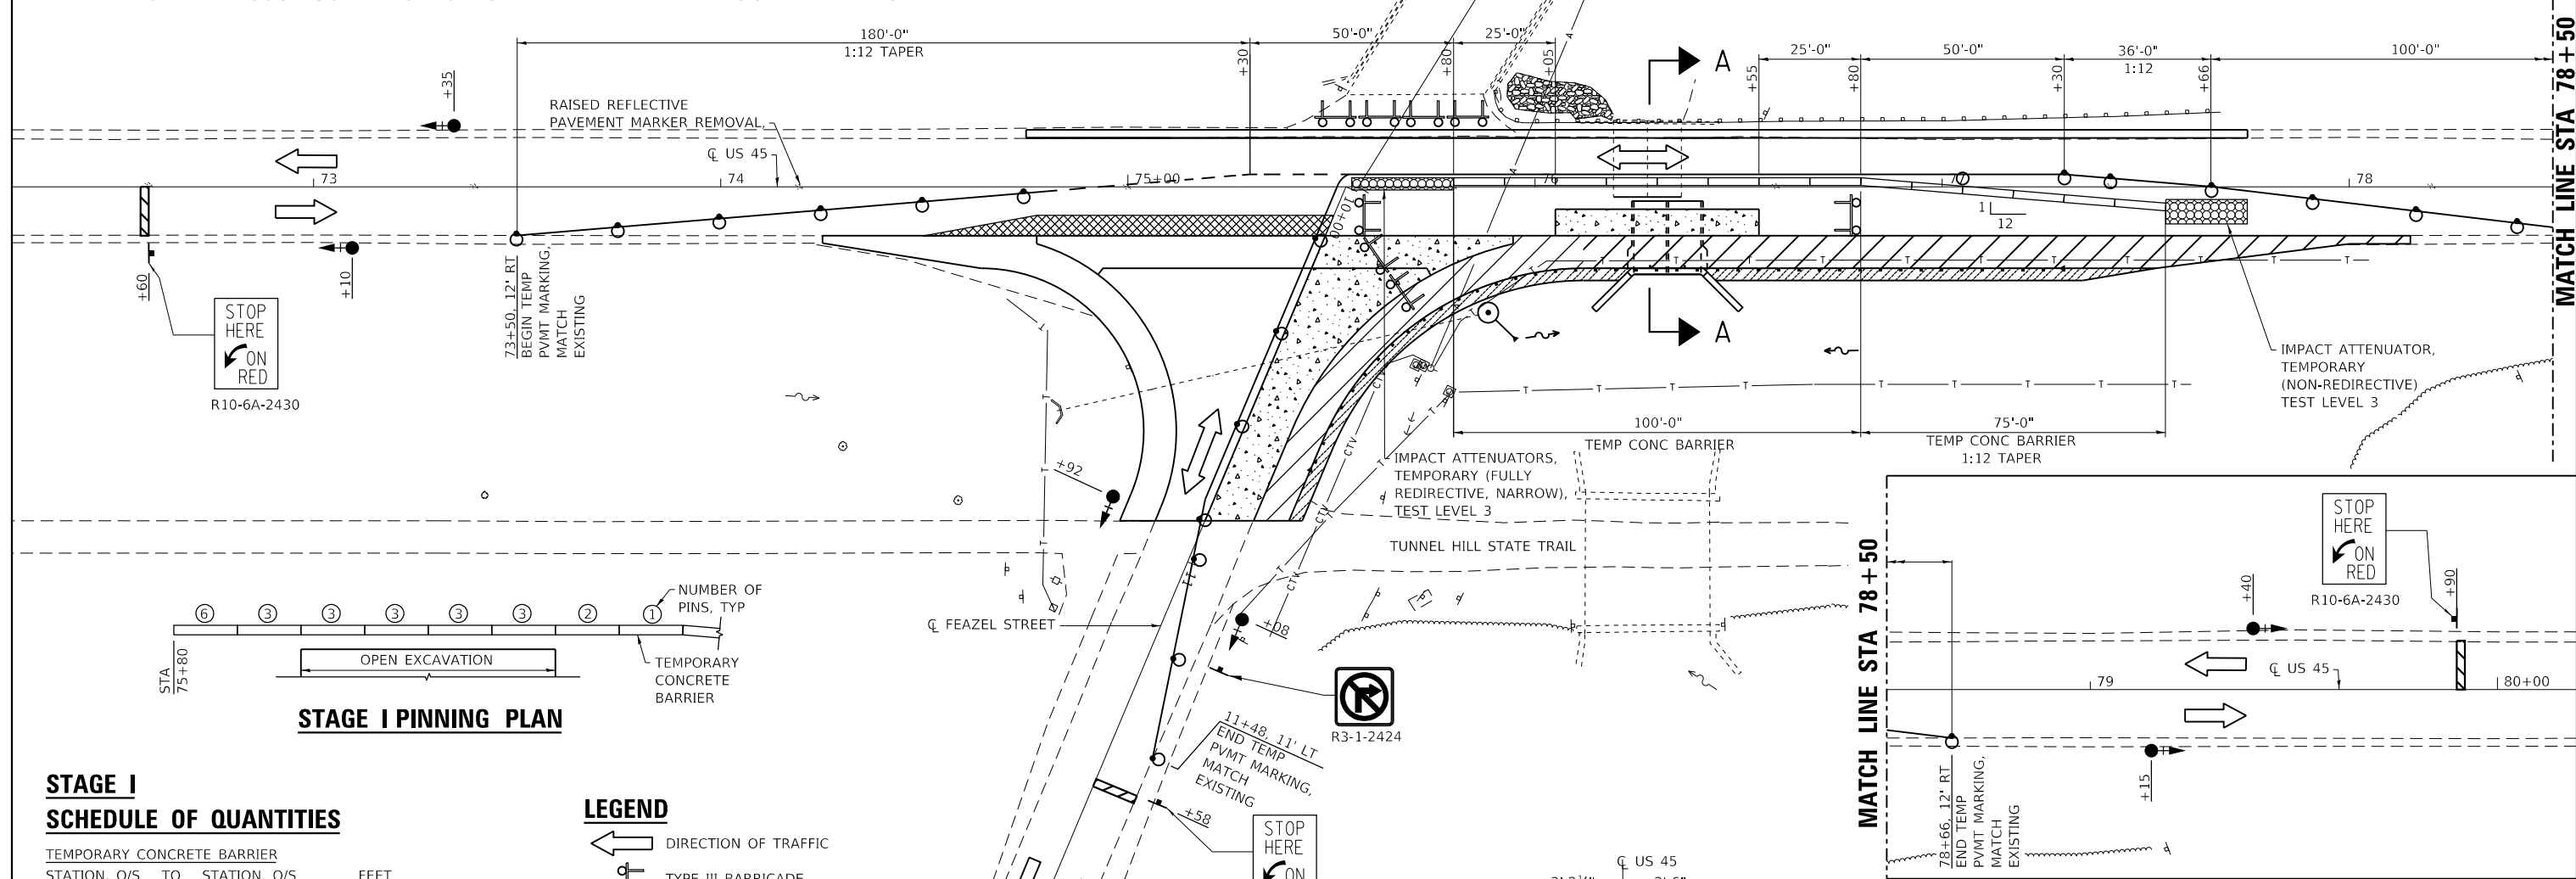 180'-0"
1:12 TAPER
50'-0"
25'-0"
25'-0"
50'-0"
36'-0"
1:12
100'-0"
+30
+80
+05
+55
+80
+30
+66
A
A
MATCH LINE STA 78+50
+35
RAISED REFLECTIVE
PAVEMENT MARKER REMOVAL,
℄ US 45
73
74
75+00
76
77
78
10+00
1
12
+60
+10
STOP
HERE
ON
RED
R10-6A-2430
73+50, 12' RT
BEGIN TEMP
PVMT MARKING,
MATCH
EXISTING
A
A
IMPACT ATTENUATOR,
TEMPORARY
(NON-REDIRECTIVE)
TEST LEVEL 3
100'-0"
TEMP CONC BARRIER
75'-0"
TEMP CONC BARRIER
1:12 TAPER
IMPACT ATTENUATORS,
TEMPORARY (FULLY
REDIRECTIVE, NARROW),
TEST LEVEL 3
T T T T T T T T T
T T T T T T T T T T
CTV
CTV
CTV
CTV
+92
TUNNEL HILL STATE TRAIL
11
℄ FEAZEL STREET
+08
R3-1-2424
11+48, 11' LT
END TEMP
PVMT MARKING,
MATCH
EXISTING
+58
STOP
HERE
ON
6 3 3 3 3 3 2 1
NUMBER OF
PINS, TYP
OPEN EXCAVATION
TEMPORARY
CONCRETE
BARRIER
STA
75+80
STAGE I PINNING PLAN
STAGE I
SCHEDULE OF QUANTITIES
TEMPORARY CONCRETE BARRIER
STATION, O/S TO STATION, O/S FEET
LEGEND
DIRECTION OF TRAFFIC
TYPE III BARRICADE
℄ US 45
MATCH LINE STA 78+50
STOP
HERE
ON
RED
R10-6A-2430
+40
+90
℄ US 45
79
80+00
+15
78+66, 12' RT
END TEMP
PVMT MARKING,
MATCH
EXISTING